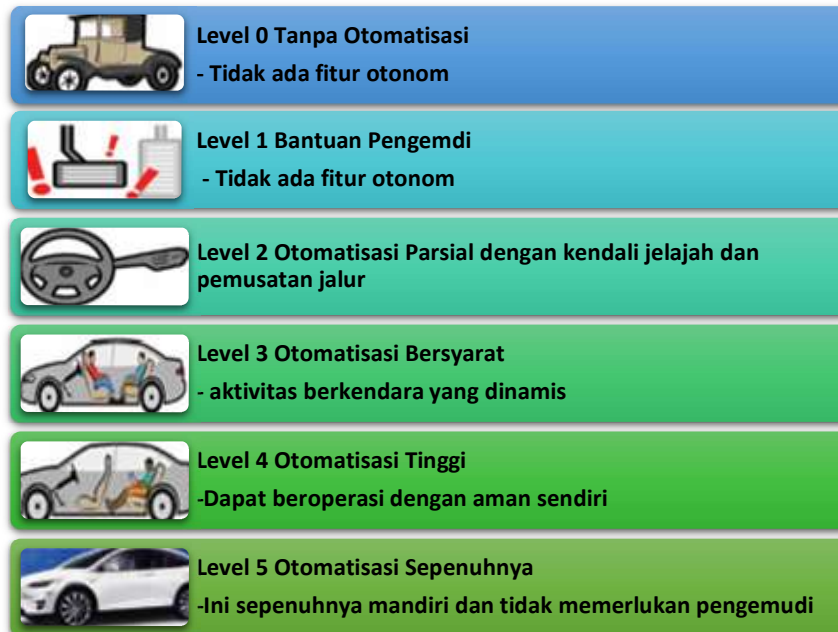 Level 0 Tanpa Otomatisasi
- Tidak ada fitur otonom
Level 1 Bantuan Pengemdi
- Tidak ada fitur otonom
Level 2 Otomatisasi Parsial dengan kendali jelajah dan
pemusatan jalur
Level 3 Otomatisasi Bersyarat
- aktivitas berkendara yang dinamis
Level 4 Otomatisasi Tinggi
-Dapat beroperasi dengan aman sendiri
Level 5 Otomatisasi Sepenuhnya
-Ini sepenuhnya mandiri dan tidak memerlukan pengemudi